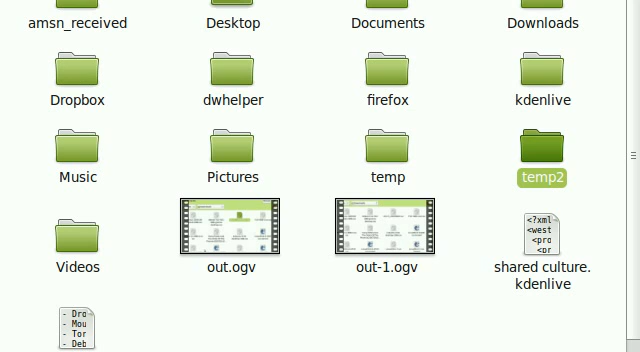 amsn_received Desktop Documents Downloads
Dropbox dwhelper firefox kdenlive
Music Pictures temp temp2
<?xml
<west
<pro
<pr
Videos out.ogv out-1.ogv shared culture.
kdenlive
- Dro
- Mou
- Tor
- Deb